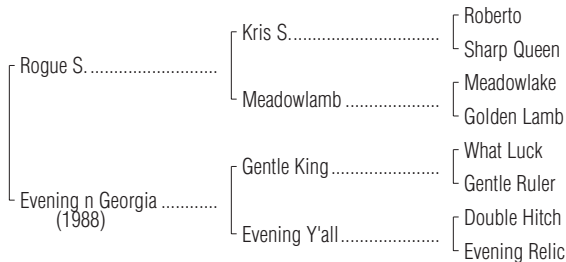 Roberto
Kris S.
Sharp Queen
Rogue S.
Meadowlake
Meadowlamb
Golden Lamb
What Luck
Gentle King
Gentle Ruler
Evening n Georgia
(1988)
Double Hitch
Evening Y'all
Evening Relic